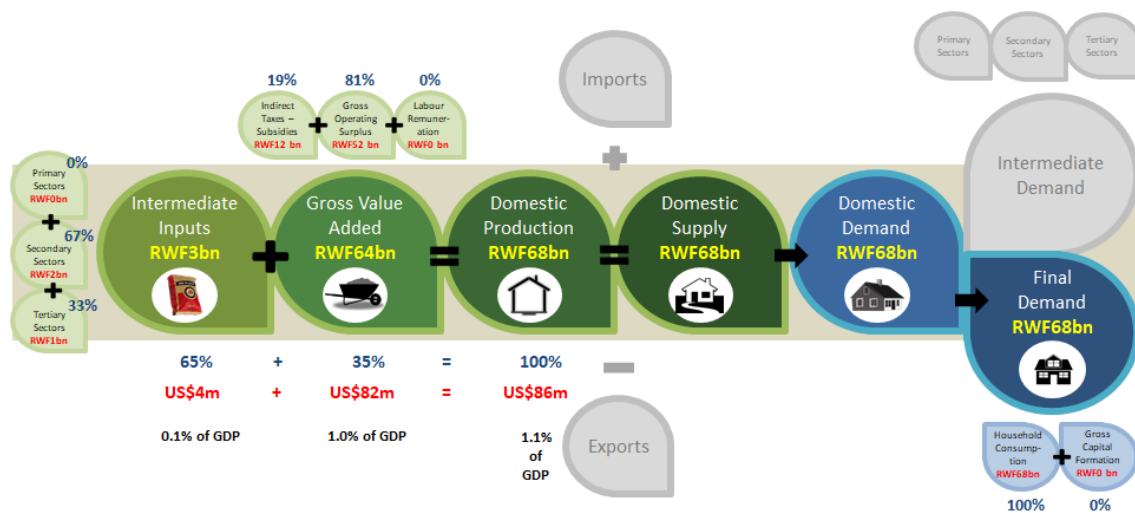 Primary
Sectors
Secondary
Sectors
Tertiary
Sectors
Imports
19%
81%
0%
Indirect
Taxes –
Subsidies
RWF12 bn
Gross
Operating
Surplus
RWF52 bn
Labour
Remuner-
ation
RWF0 bn
Intermediate
Demand
0%
Primary
Sectors
RWF0bn
67%
Secondary
Sectors
RWF2bn
33%
Tertiary
Sectors
RWF1bn
Intermediate
Inputs
RWF3bn
+
Gross Value
Added
RWF64bn
=
Domestic
Production
RWF68bn
=
Domestic
Supply
RWF68bn
Domestic
Demand
RWF68bn
Final
Demand
RWF68bn
65% + 35% = 100%
US$4m + US$82m = US$86m
0.1% of GDP
1.0% of GDP
1.1%
of
GDP
Exports
Household
Consump-
tion
RWF68bn
+
Gross
Capital
Formation
RWF0 bn
100%
0%